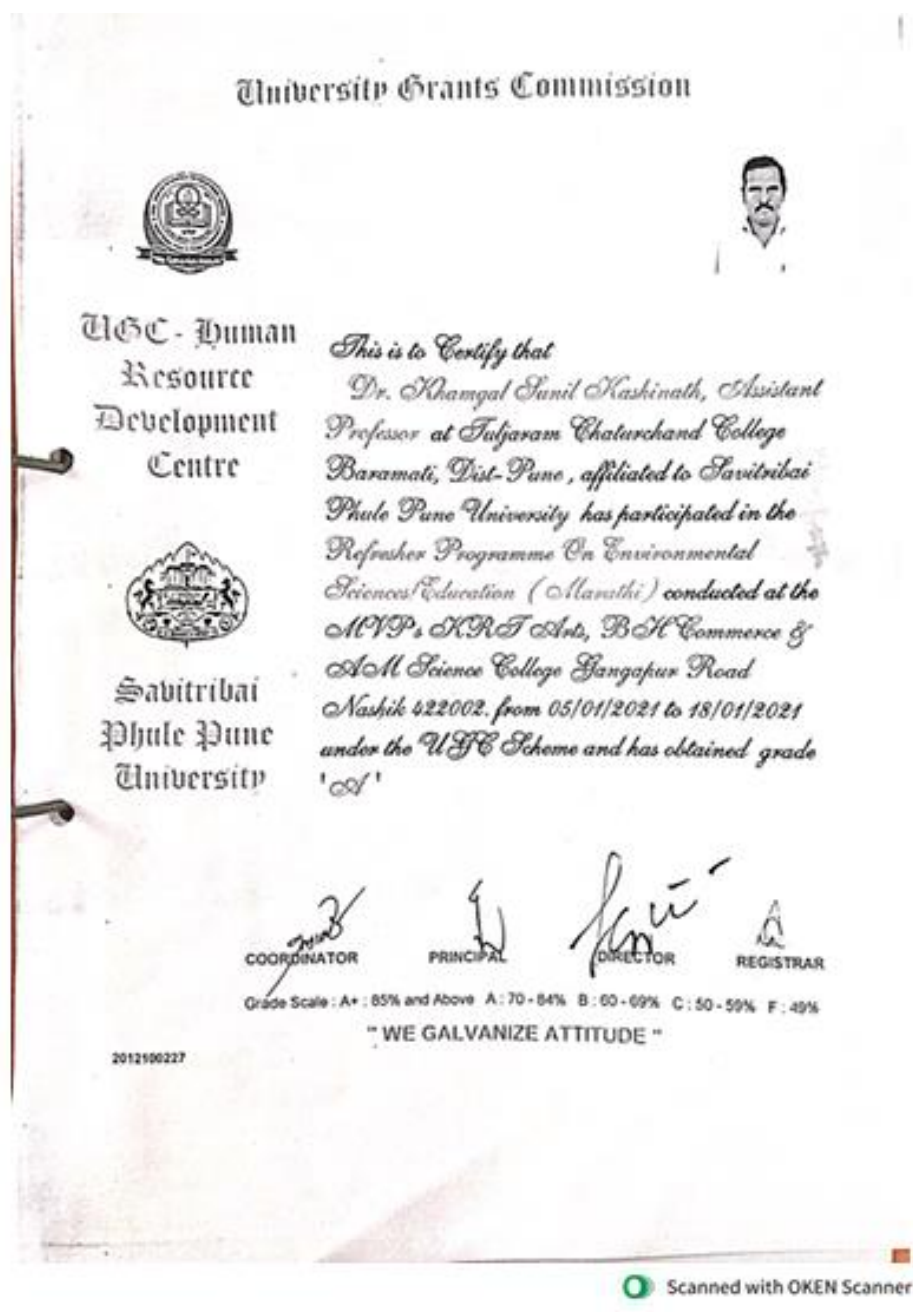 University Grants Commission
UGC - Human
Resource
Development
Centre
Savitribai
Phule Pune
University
This is to Certify that
Dr. Khamgal Sunil Kashinath, Assistant
Professor at Tuljaram Chaturchand College
Baramati, Dist-Pune, affiliated to Savitribai
Phule Pune University has participated in the
Refresher Programme On Environmental
Sciences/Education (Marathi) conducted at the
MVPs KRT Arts, BH Commerce &
AM Science College Gangapur Road
Nashik 422002. from 05/01/2021 to 18/01/2021
under the UGC Scheme and has obtained grade
'A'
COORDINATOR PRINCIPAL DIRECTOR REGISTRAR
Grade Scale : A+ : 85% and Above A : 70 - 84% B : 60 - 69% C : 50 - 59% F : 49%
" WE GALVANIZE ATTITUDE "
2012100227
Scanned with OKEN Scanner